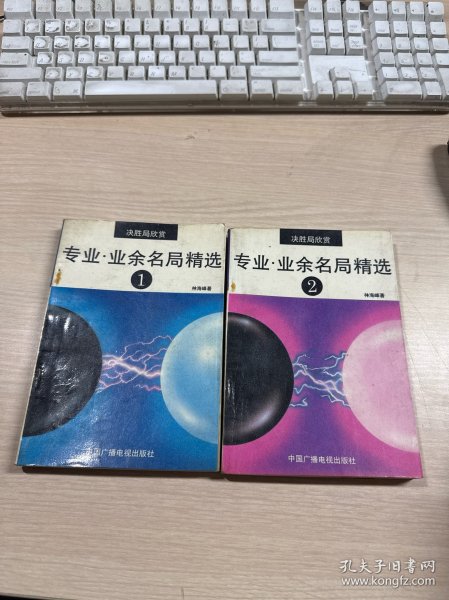 决胜局欣赏
专业·业余名局精选
1
林海峰著
中国广播电视出版社
决胜局欣赏
专业·业余名局精选
2
林海峰著
中国广播电视出版社
孔夫子旧书网
www.kongfz.com